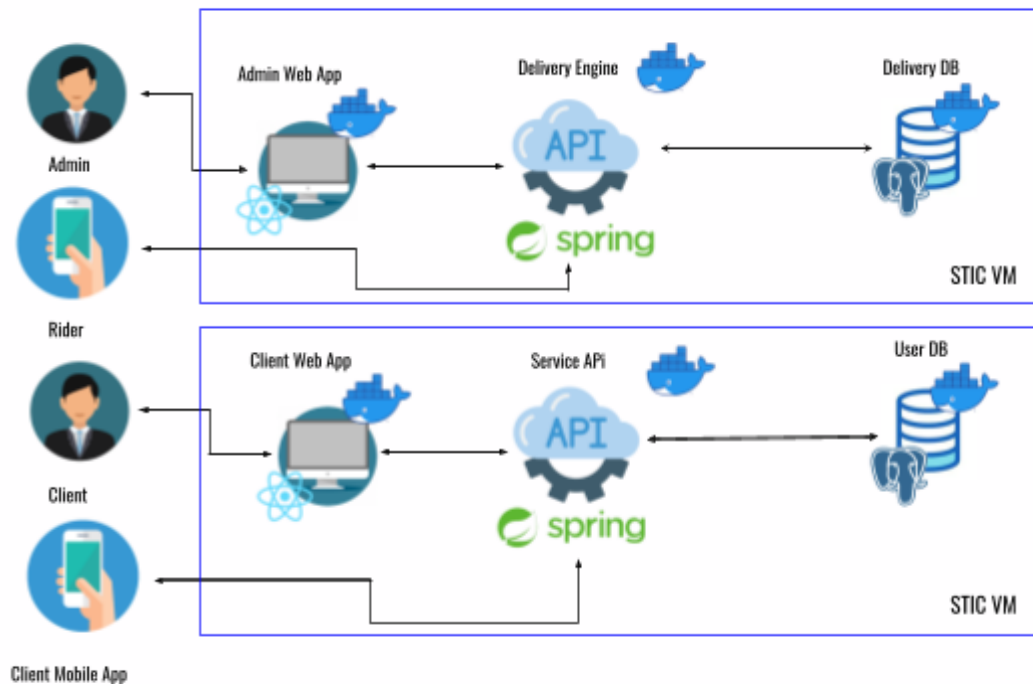 Admin Web App
Delivery Engine
Delivery DB
API
Admin
spring
STIC VM
Rider
Client Web App
Service APi
User DB
API
Client
spring
STIC VM
Client Mobile App